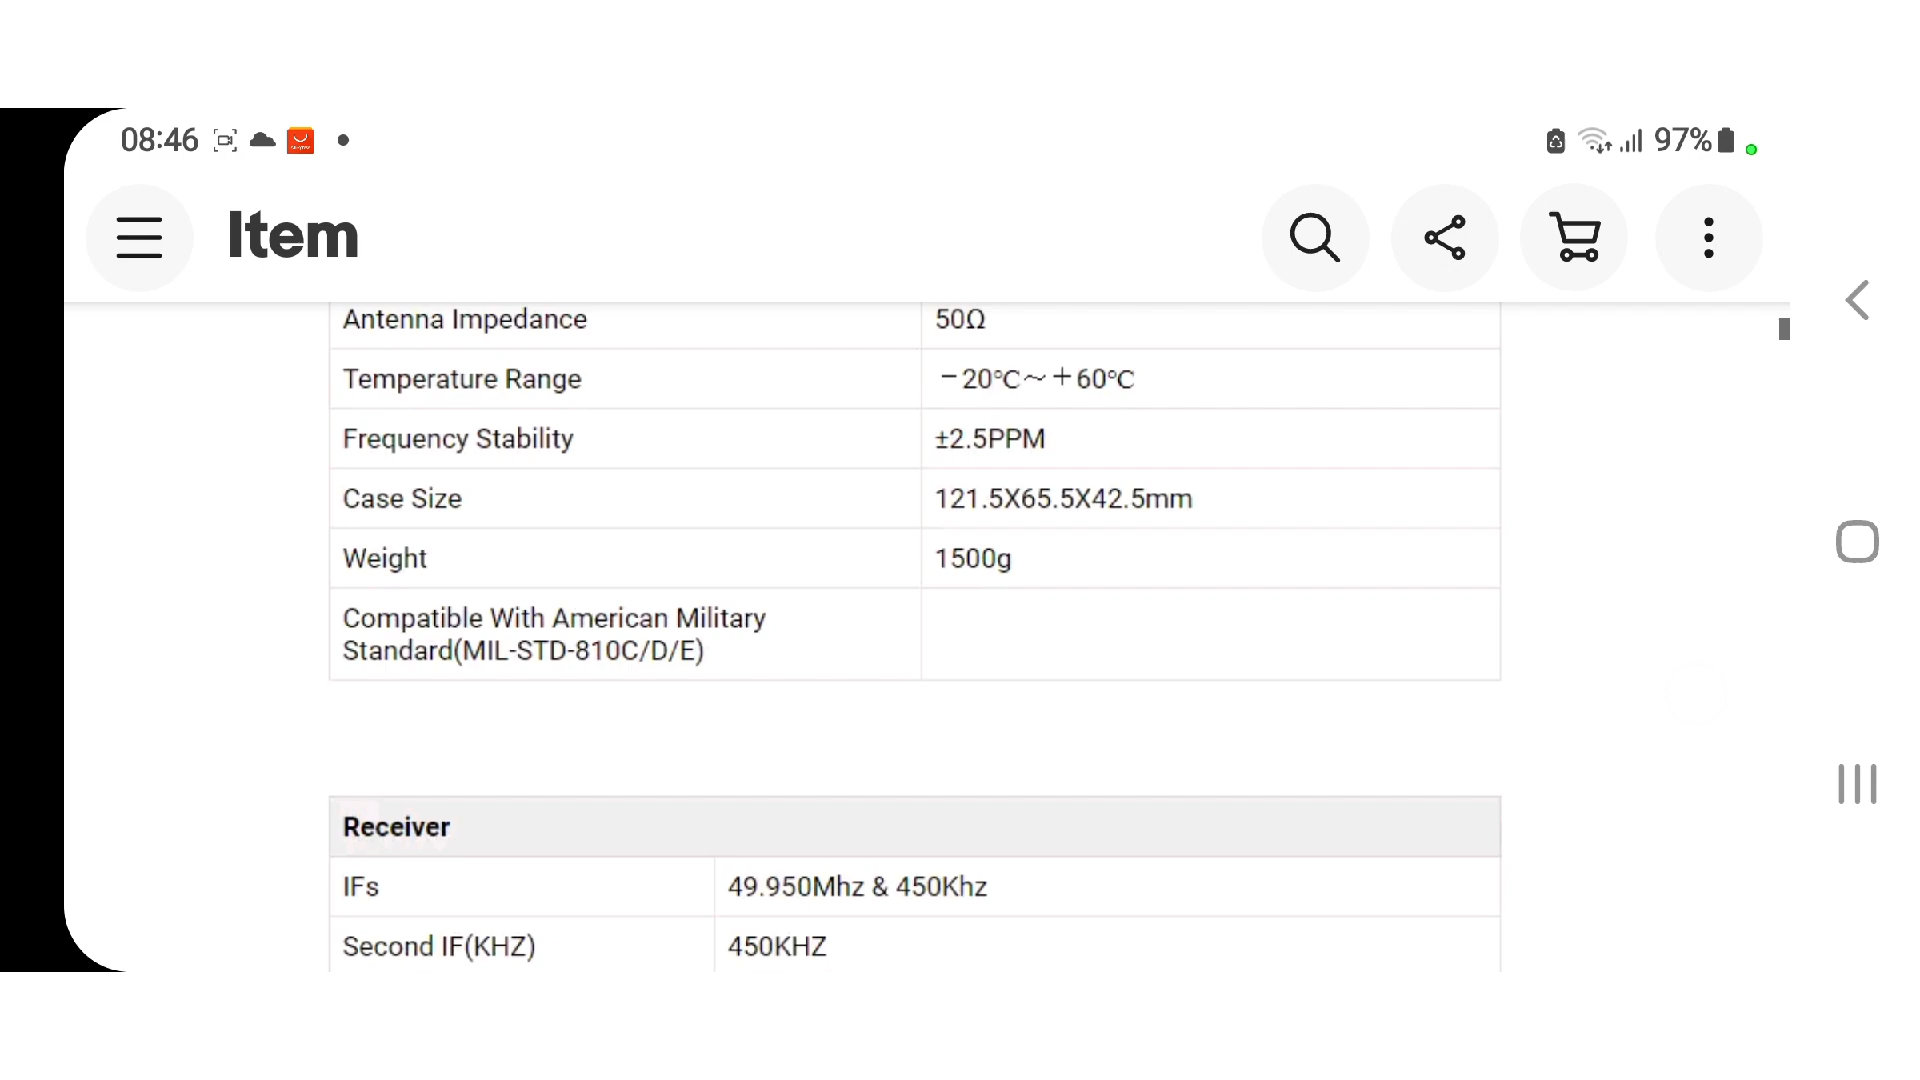 08:46
97%
Item
Antenna Impedance 50Ω
Temperature Range －20℃～＋60℃
Frequency Stability ±2.5PPM
Case Size 121.5X65.5X42.5mm
Weight 1500g
Compatible With American Military
Standard(MIL-STD-810C/D/E)
Receiver
IFs 49.950Mhz & 450Khz
Second IF(KHZ) 450KHZ